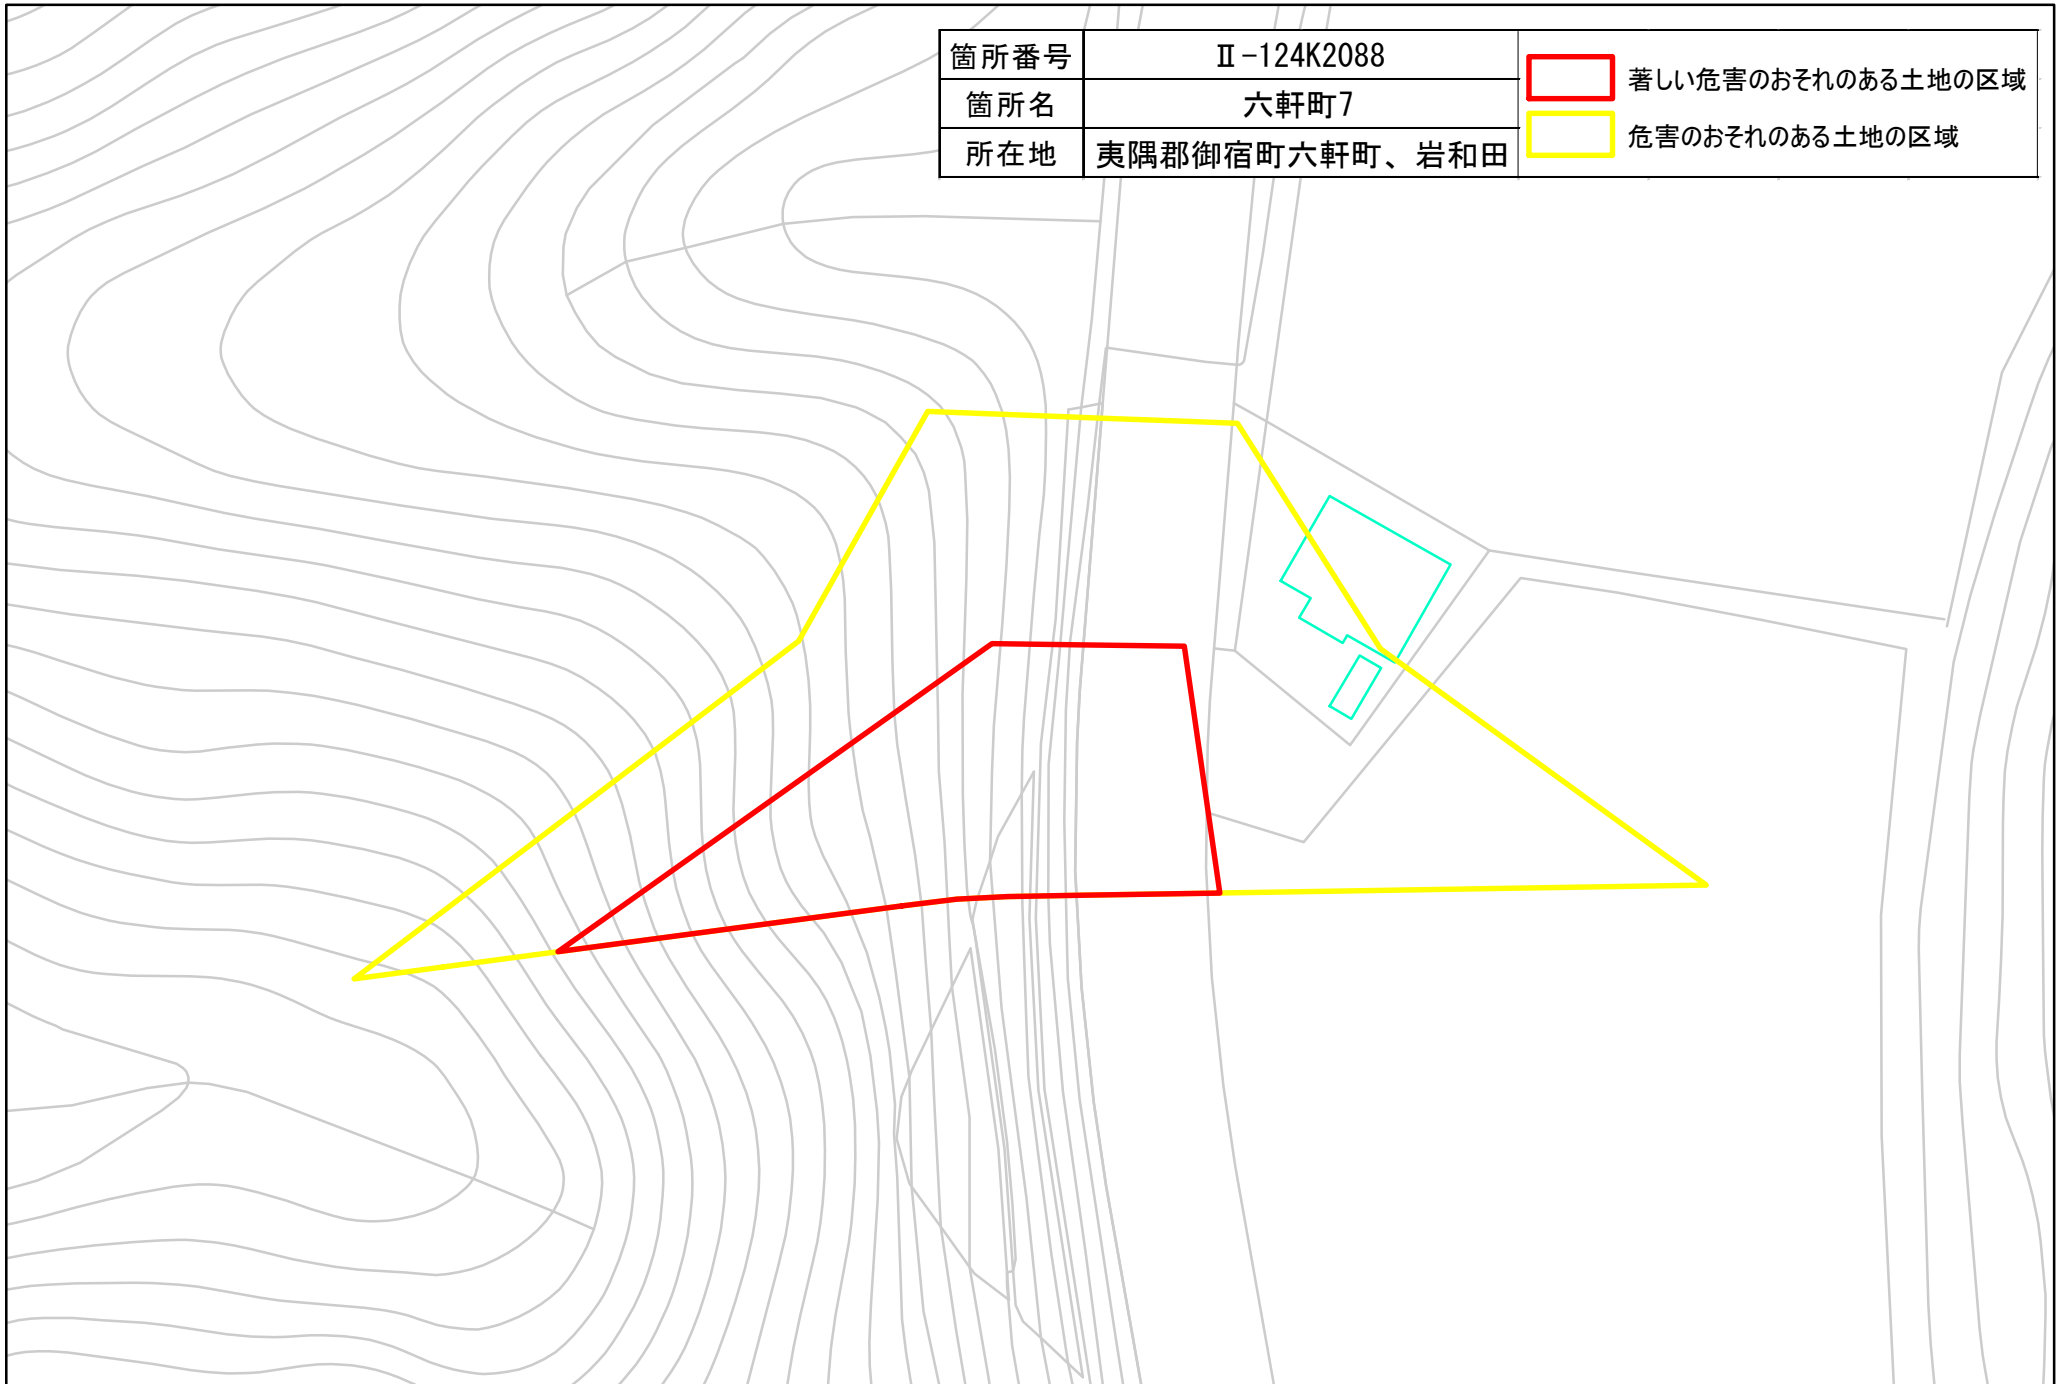 箇所番号 Ⅱ-124K2088
箇所名 六軒町7
所在地 夷隅郡御宿町六軒町、岩和田
著しい危害のおそれのある土地の区域
危害のおそれのある土地の区域